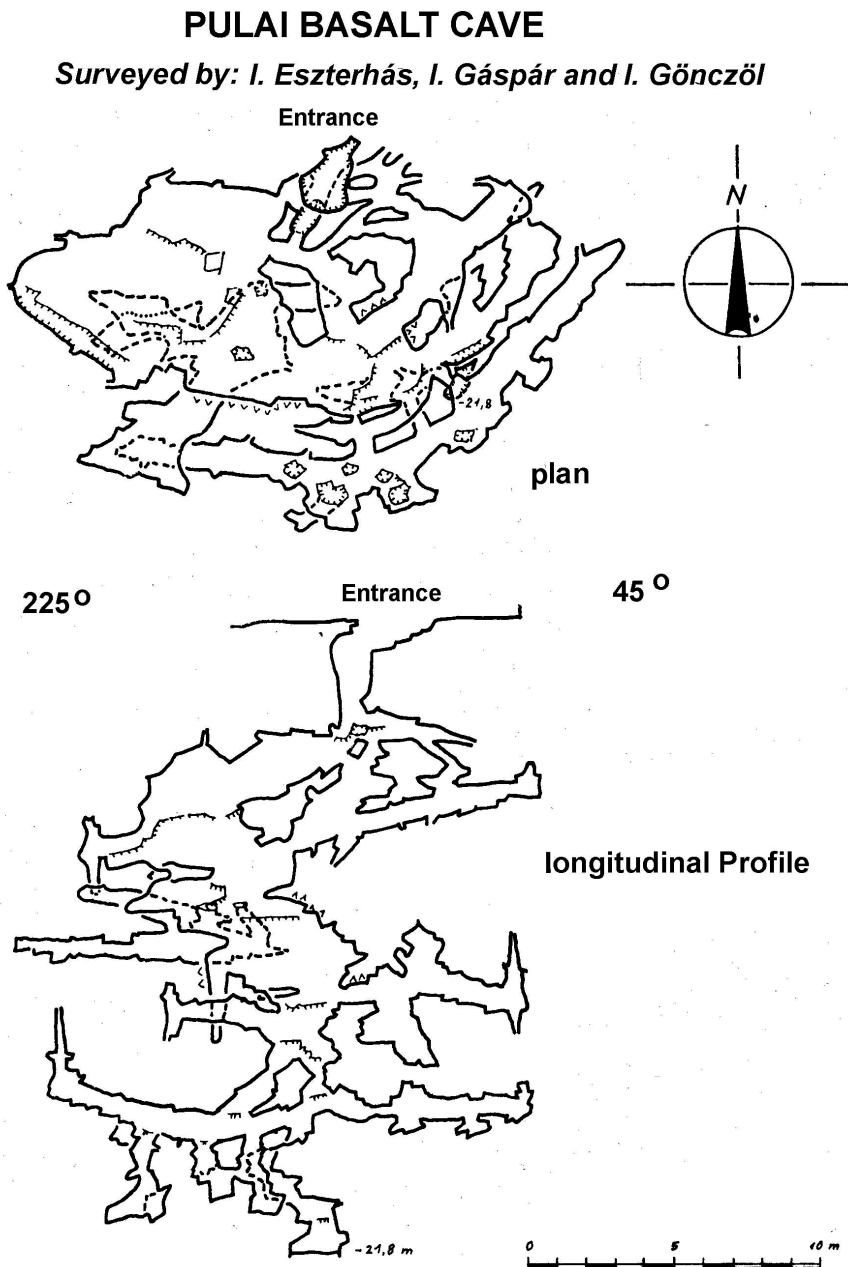 PULAI BASALT CAVE
Surveyed by: I. Eszterhás, I. Gáspár and I. Gönczöl
Entrance
N
-21,8
plan
225° Entrance 45°
longitudinal Profile
-21,8 m
0 5 10 m